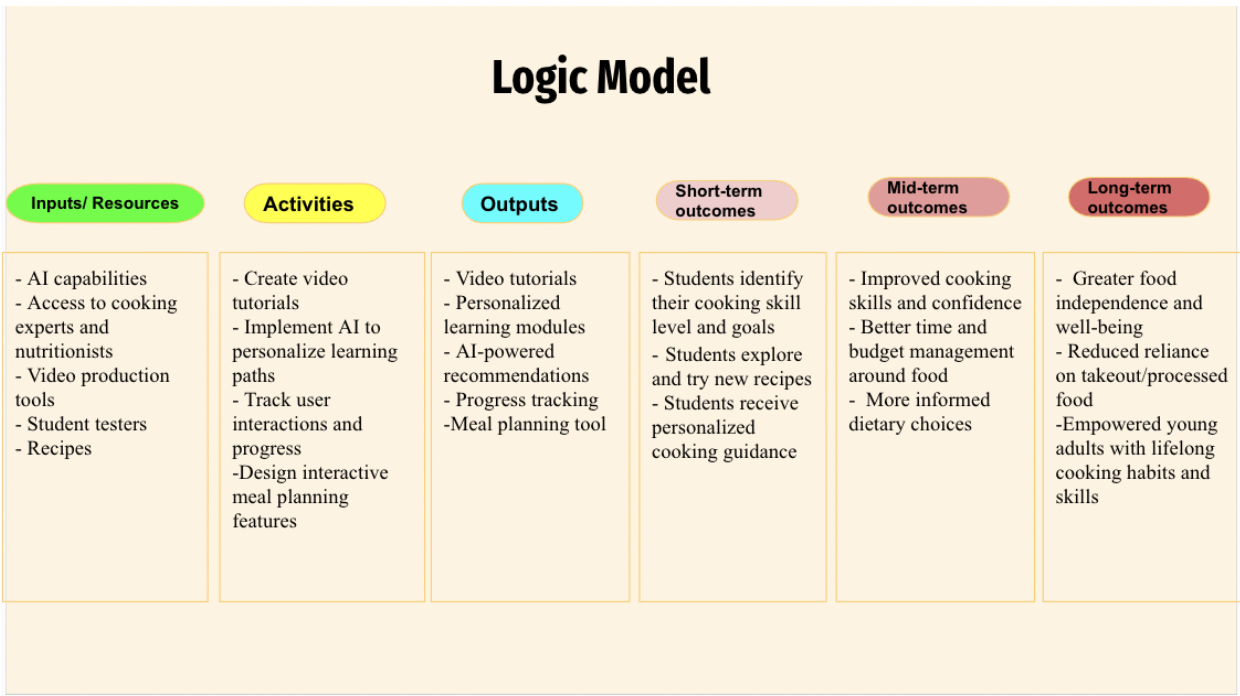 Logic Model
Inputs/ Resources
Activities
Outputs
Short-term
outcomes
Mid-term
outcomes
Long-term
outcomes
- AI capabilities
- Access to cooking
experts and
nutritionists
- Video production
tools
- Student testers
- Recipes
- Create video
tutorials
- Implement AI to
personalize learning
paths
- Track user
interactions and
progress
-Design interactive
meal planning
features
- Video tutorials
- Personalized
learning modules
- AI-powered
recommendations
- Progress tracking
-Meal planning tool
- Students identify
their cooking skill
level and goals
- Students explore
and try new recipes
- Students receive
personalized
cooking guidance
- Improved cooking
skills and confidence
- Better time and
budget management
around food
- More informed
dietary choices
- Greater food
independence and
well-being
- Reduced reliance
on takeout/processed
food
-Empowered young
adults with lifelong
cooking habits and
skills